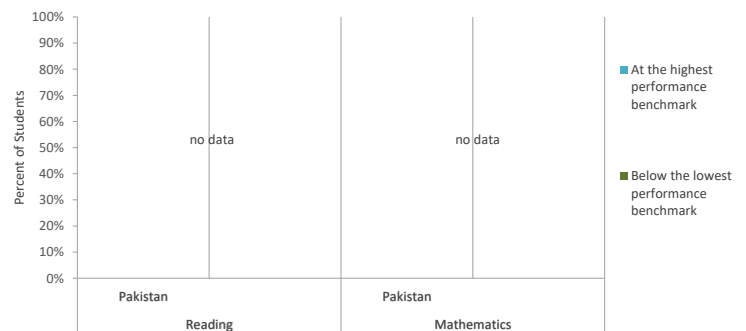 100%
90%
80%
70%
60%
50%
40%
30%
20%
10%
0%
Percent of Students
no data
no data
Pakistan
Pakistan
Reading
Mathematics
At the highest
performance
benchmark
Below the lowest
performance
benchmark